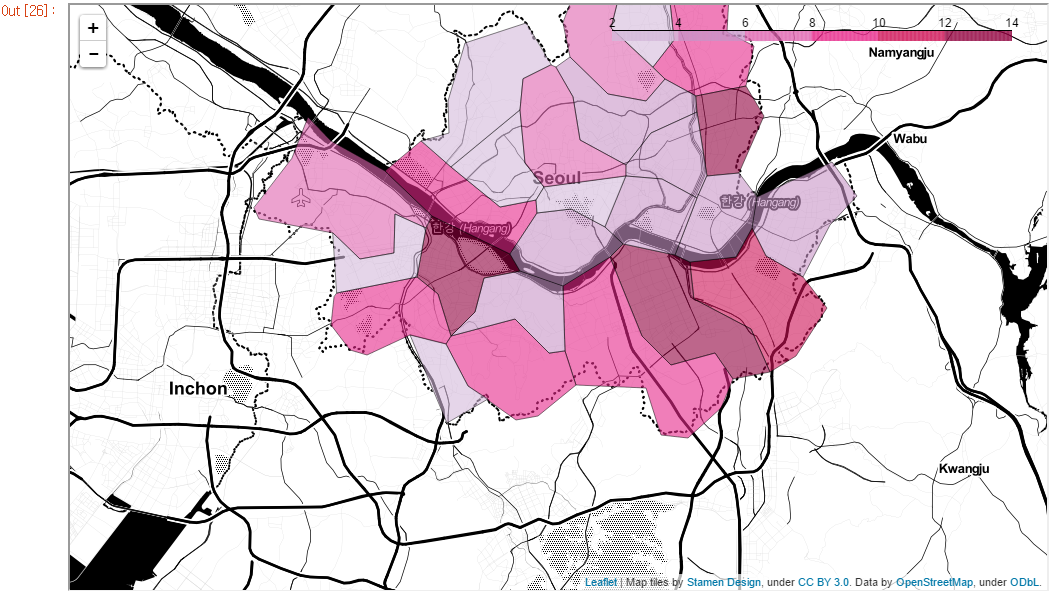 Out [26]:
+
−
2 4 6 8 10 12 14
Namyangju
Wabu
Seoul
한강 (Hangang)
한강 (Hangang)
Inchon
Kwangju
Leaflet | Map tiles by Stamen Design, under CC BY 3.0. Data by OpenStreetMap, under ODbL.